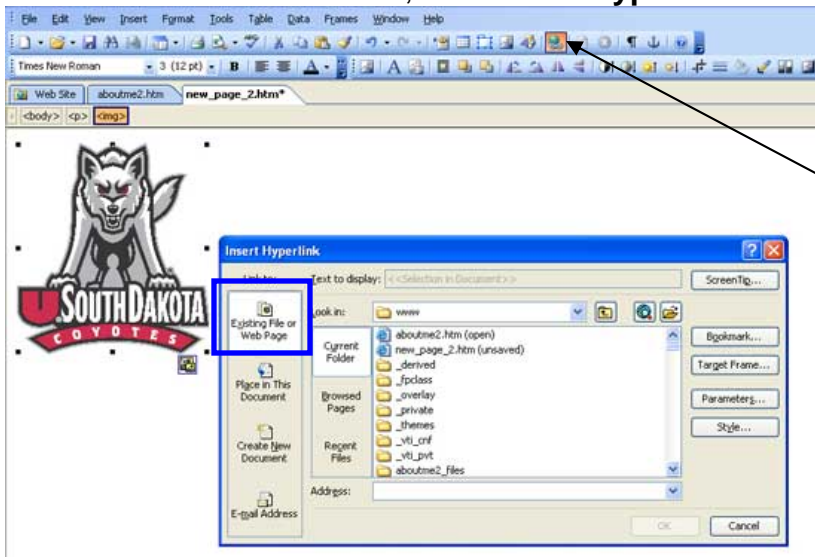 File Edit View Insert Format Tools Table Data Frames Window Help
Times New Roman 3 (12 pt) B A
Web Site aboutme2.htm new_page_2.htm*
<body> <p> <img>
SOUTH DAKOTA
COYOTES
Insert Hyperlink
Link to: Text to display: <<Selection in Document>> ScreenTip...
Existing File or Web Page
Look in: www
Current Folder
aboutme2.htm (open)
new_page_2.htm (unsaved)
_derived
_fpclass
_overlay
_private
_themes
_vti_cnf
_vti_pvt
aboutme2_files
Bookmark...
Target Frame...
Parameters...
Style...
Place in This Document
Browsed Pages
Create New Document
Recent Files
E-mail Address
Address:
OK Cancel